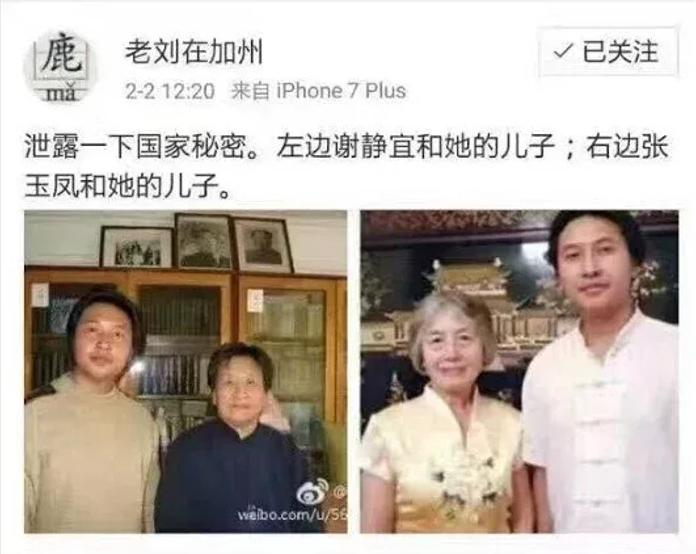 鹿
mǎ
老刘在加州
✓ 已关注
2-2 12:20 来自 iPhone 7 Plus
泄露一下国家秘密。左边谢静宜和她的儿子；右边张
玉凤和她的儿子。
weibo.com/u/56